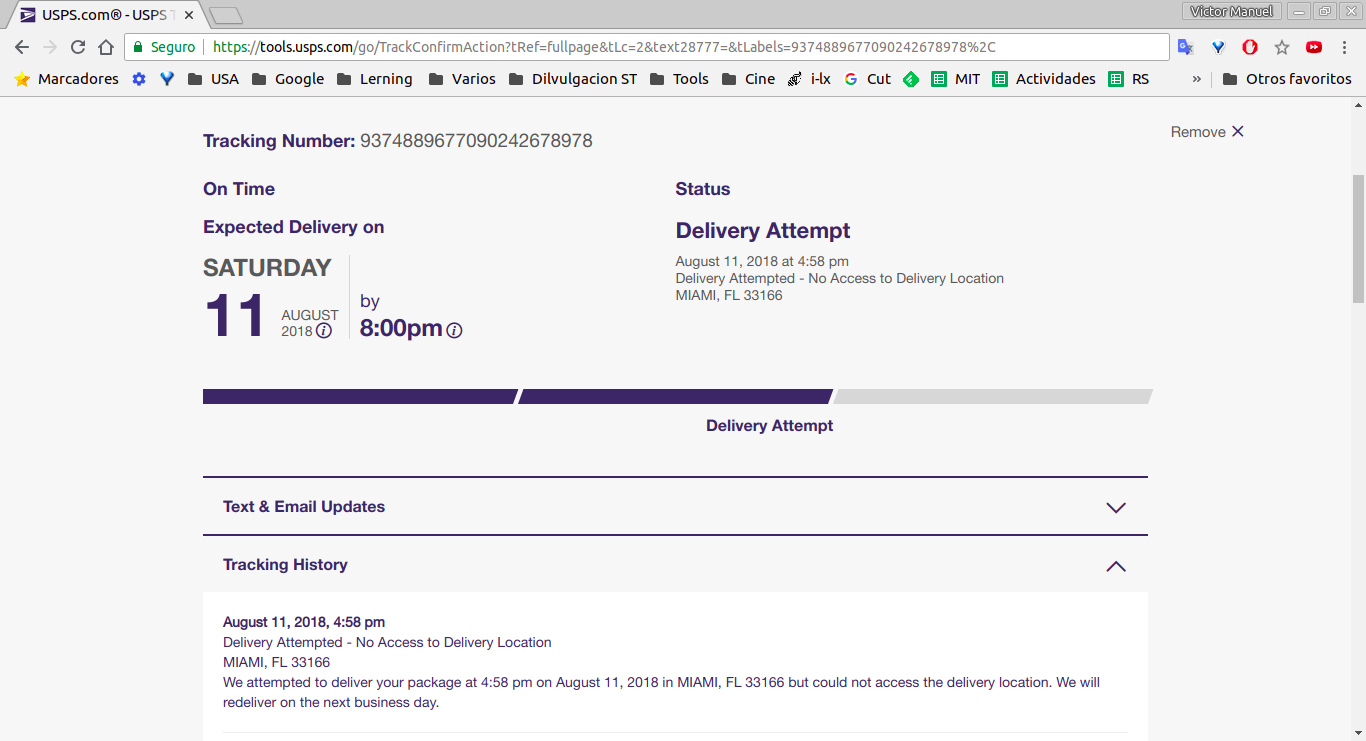 USPS.com® - USPS T
Victor Manuel
Seguro
https://tools.usps.com/go/TrackConfirmAction?tRef=fullpage&tLc=2&text28777=&tLabels=9374889677090242678978%2C
Marcadores USA Google Lerning Varios Dilvulgacion ST Tools Cine i-lx Cut MIT Actividades RS » Otros favoritos
Tracking Number: 9374889677090242678978
Remove
On Time
Expected Delivery on
SATURDAY
11 AUGUST
2018
by
8:00pm
Status
Delivery Attempt
August 11, 2018 at 4:58 pm
Delivery Attempted - No Access to Delivery Location
MIAMI, FL 33166
Delivery Attempt
Text & Email Updates
Tracking History
August 11, 2018, 4:58 pm
Delivery Attempted - No Access to Delivery Location
MIAMI, FL 33166
We attempted to deliver your package at 4:58 pm on August 11, 2018 in MIAMI, FL 33166 but could not access the delivery location. We will
redeliver on the next business day.